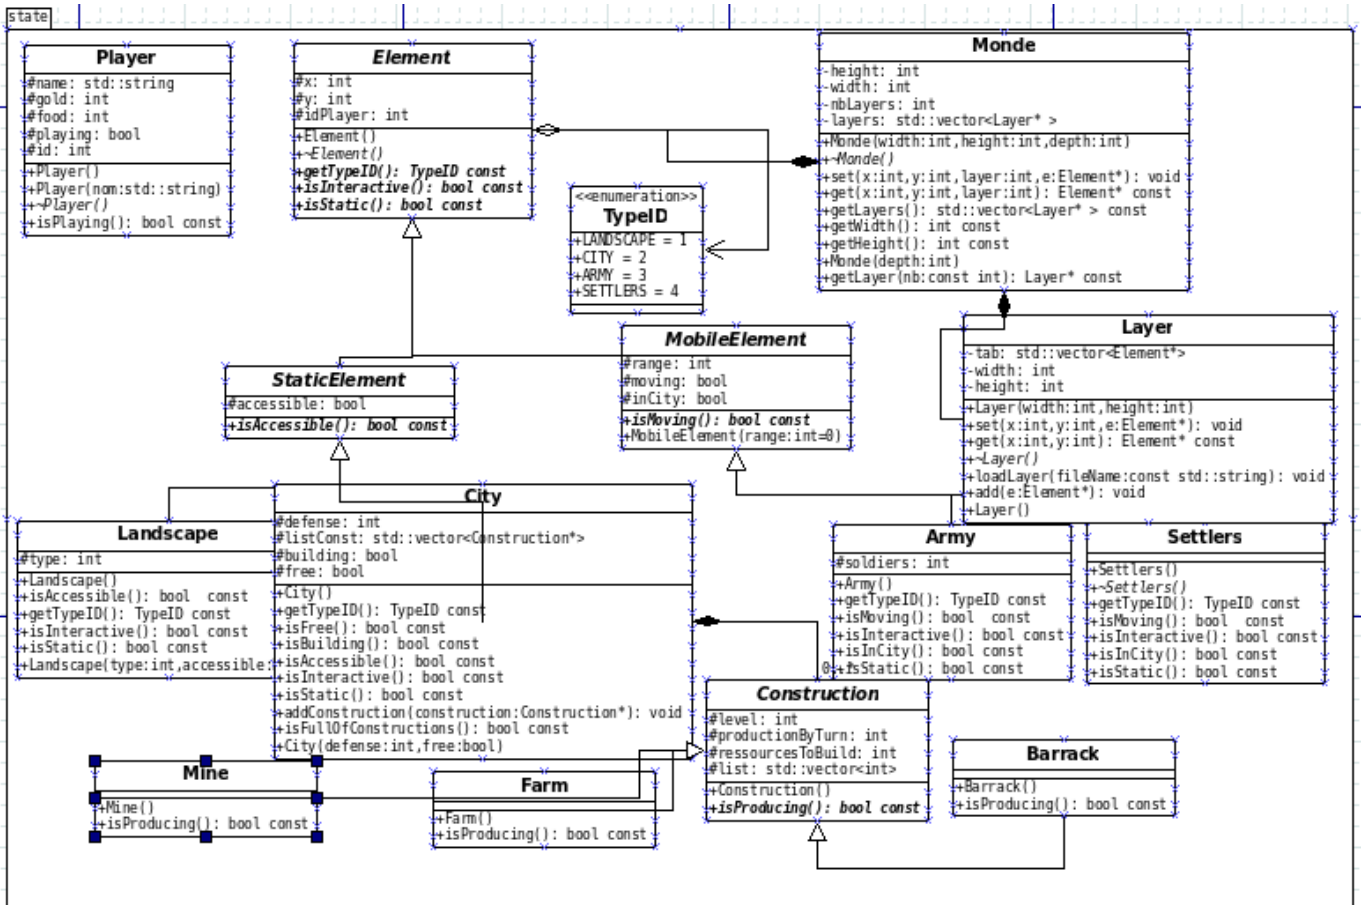 state
Player
#name: std::string
#gold: int
#food: int
#playing: bool
#id: int
+Player()
+Player(nom:std::string)
+~Player()
+isPlaying(): bool const
Element
#x: int
#y: int
#idPlayer: int
+Element()
+~Element()
+getTypeID(): TypeID const
+isInteractive(): bool const
+isStatic(): bool const
<<enumeration>>
TypeID
+LANDSCAPE = 1
+CITY = 2
+ARMY = 3
+SETTLERS = 4
Monde
-height: int
-width: int
-nbLayers: int
-layers: std::vector<Layer* >
+Monde(width:int,height:int,depth:int)
+~Monde()
+set(x:int,y:int,layer:int,e:Element*): void
+get(x:int,y:int,layer:int): Element* const
+getLayers(): std::vector<Layer* > const
+getWidth(): int const
+getHeight(): int const
+Monde(depth:int)
+getLayer(nb:const int): Layer* const
StaticElement
#accessible: bool
+isAccessible(): bool const
MobileElement
#range: int
#moving: bool
#inCity: bool
+isMoving(): bool const
+MobileElement(range:int=0)
Layer
-tab: std::vector<Element*>
-width: int
-height: int
+Layer(width:int,height:int)
+set(x:int,y:int,e:Element*): void
+get(x:int,y:int): Element* const
+~Layer()
+loadLayer(fileName:const std::string): void
+add(e:Element*): void
+Layer()
Landscape
#type: int
+Landscape()
+isAccessible(): bool  const
+getTypeID(): TypeID const
+isInteractive(): bool const
+isStatic(): bool const
+Landscape(type:int,accessible:
City
#defense: int
#listConst: std::vector<Construction*>
#building: bool
#free: bool
+City()
+getTypeID(): TypeID const
+isFree(): bool const
+isBuilding(): bool const
+isAccessible(): bool const
+isInteractive(): bool const
+isStatic(): bool const
+addConstruction(construction:Construction*): void
+isFullOfConstructions(): bool const
+City(defense:int,free:bool)
Army
#soldiers: int
+Army()
+getTypeID(): TypeID const
+isMoving(): bool const
+isInteractive(): bool const
+isInCity(): bool const
+isStatic(): bool const
Settlers
+Settlers()
+~Settlers()
+getTypeID(): TypeID const
+isMoving(): bool  const
+isInteractive(): bool const
+isInCity(): bool const
+isStatic(): bool const
Construction
#level: int
#productionByTurn: int
#ressourcesToBuild: int
#list: std::vector<int>
+Construction()
+isProducing(): bool const
Barrack
+Barrack()
+isProducing(): bool const
Mine
+Mine()
+isProducing(): bool const
Farm
+Farm()
+isProducing(): bool const